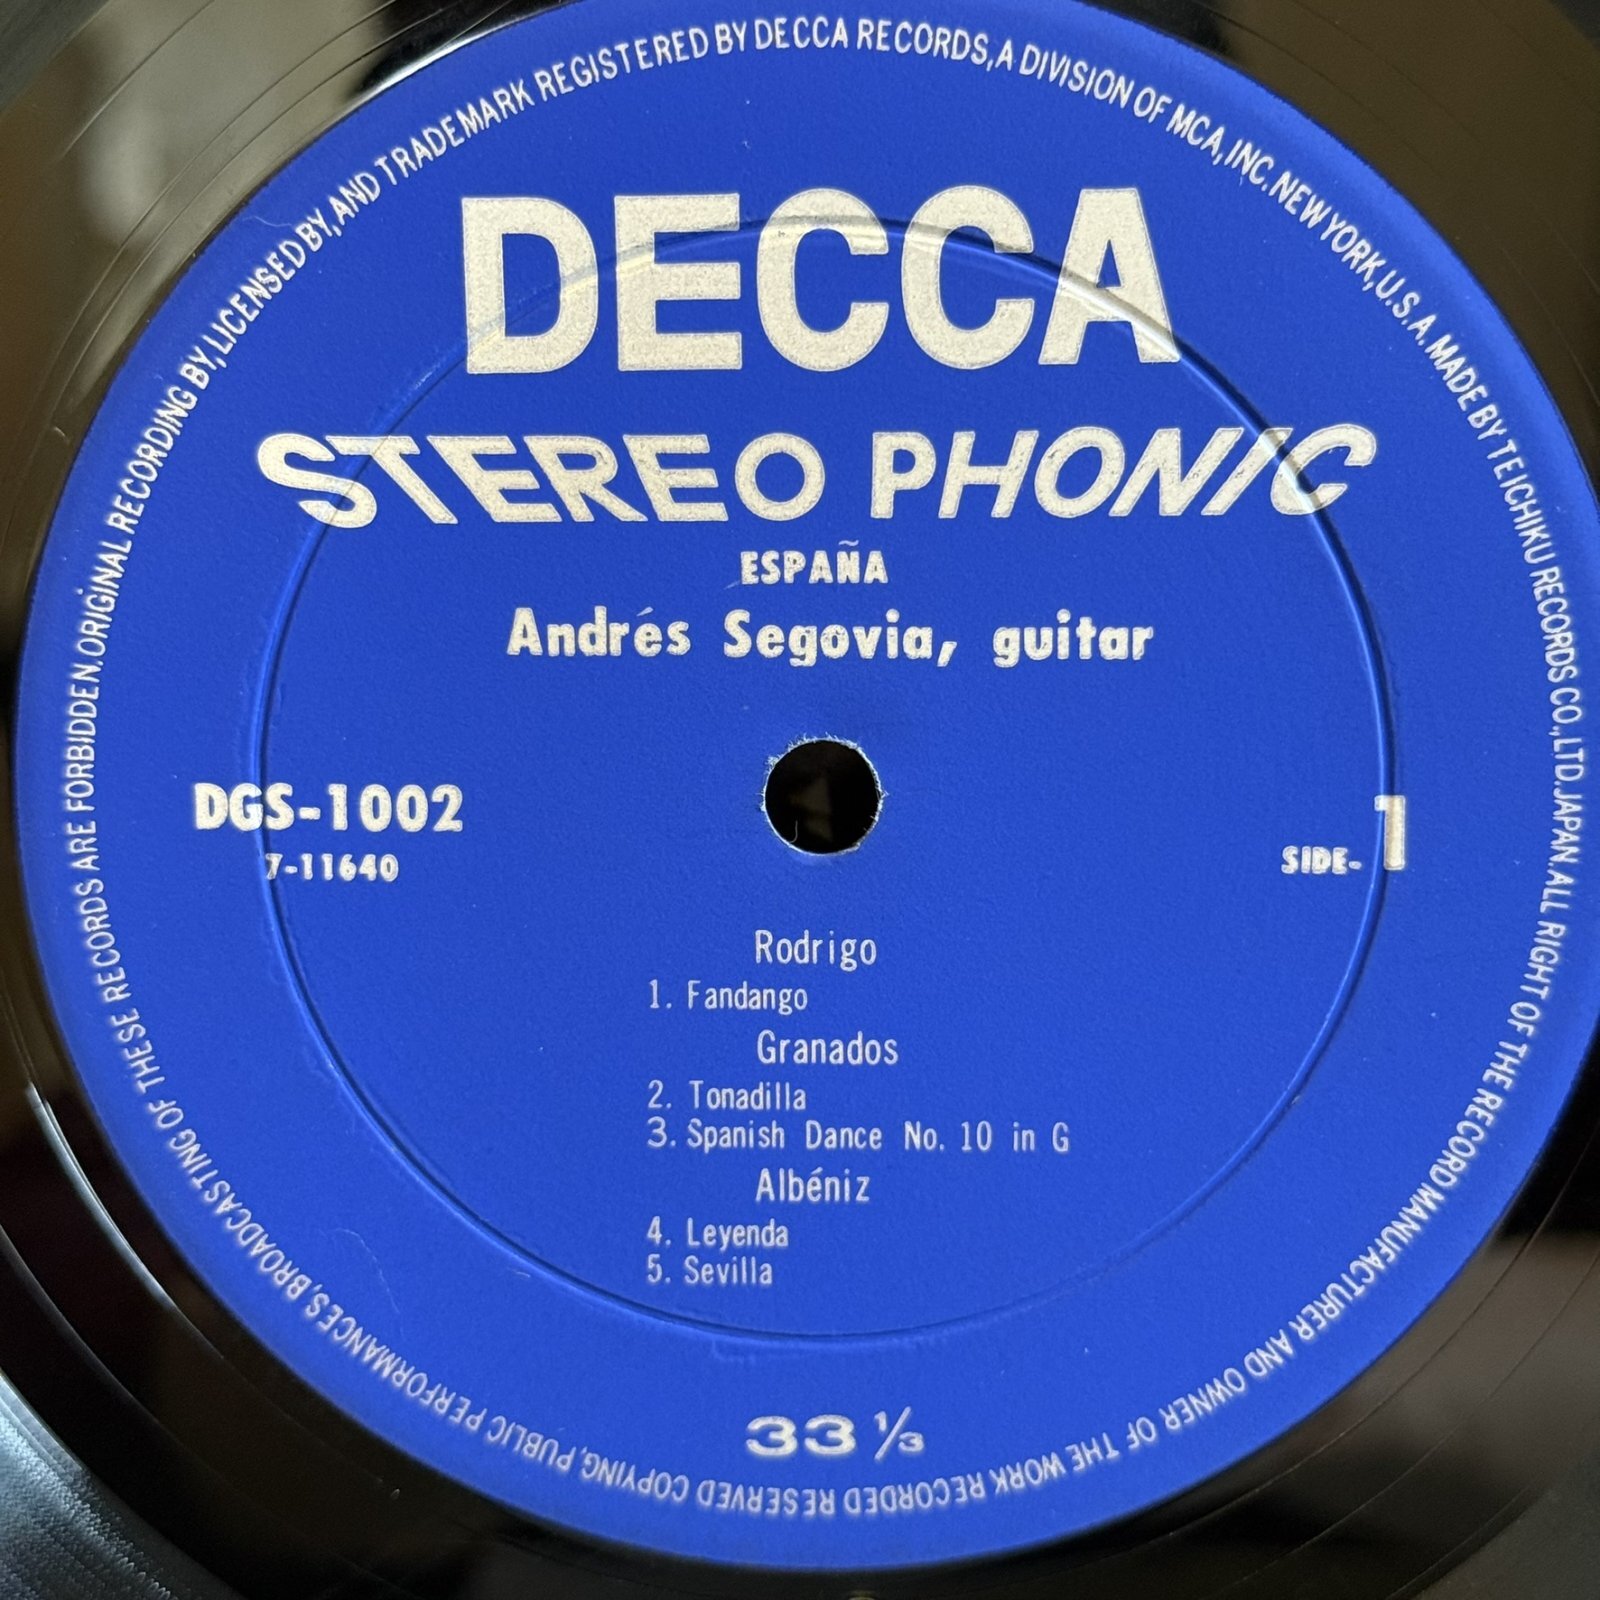 DECCA
STEREO PHONIC
ESPAÑA
Andrés Segovia, guitar
DGS-1002
7-11640
SIDE-1
Rodrigo
1. Fandango
Granados
2. Tonadilla
3. Spanish Dance No. 10 in G
Albéniz
4. Leyenda
5. Sevilla
33 1/3
ORIGINAL RECORDING BY, LICENSED BY, AND TRADEMARK REGISTERED BY DECCA RECORDS, A DIVISION OF MCA, INC. NEW YORK, U.S.A. MADE BY TEICHIKU RECORDS CO., LTD. JAPAN. ALL RIGHT OF THE RECORD MANUFACTURER AND OWNER OF THE WORK RECORDED RESERVED COPYING, PUBLIC PERFORMANCES, BROADCASTING OF THESE RECORDS ARE FORBIDDEN.